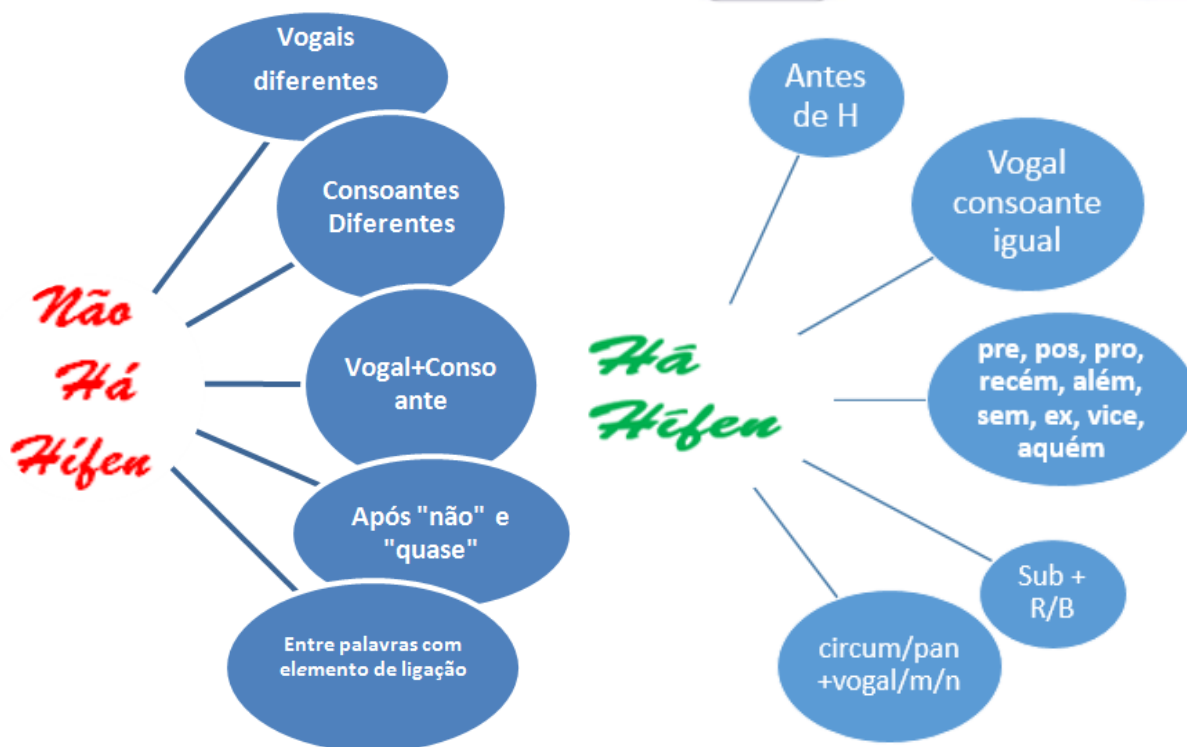 Não
Há
Hífen
Vogais
diferentes
Consoantes
Diferentes
Vogal+Conso
ante
Após "não" e
"quase"
Entre palavras com
elemento de ligação
Há
Hífen
Antes
de H
Vogal
consoante
igual
pre, pos, pro,
recém, além,
sem, ex, vice,
aquém
Sub +
R/B
circum/pan
+vogal/m/n